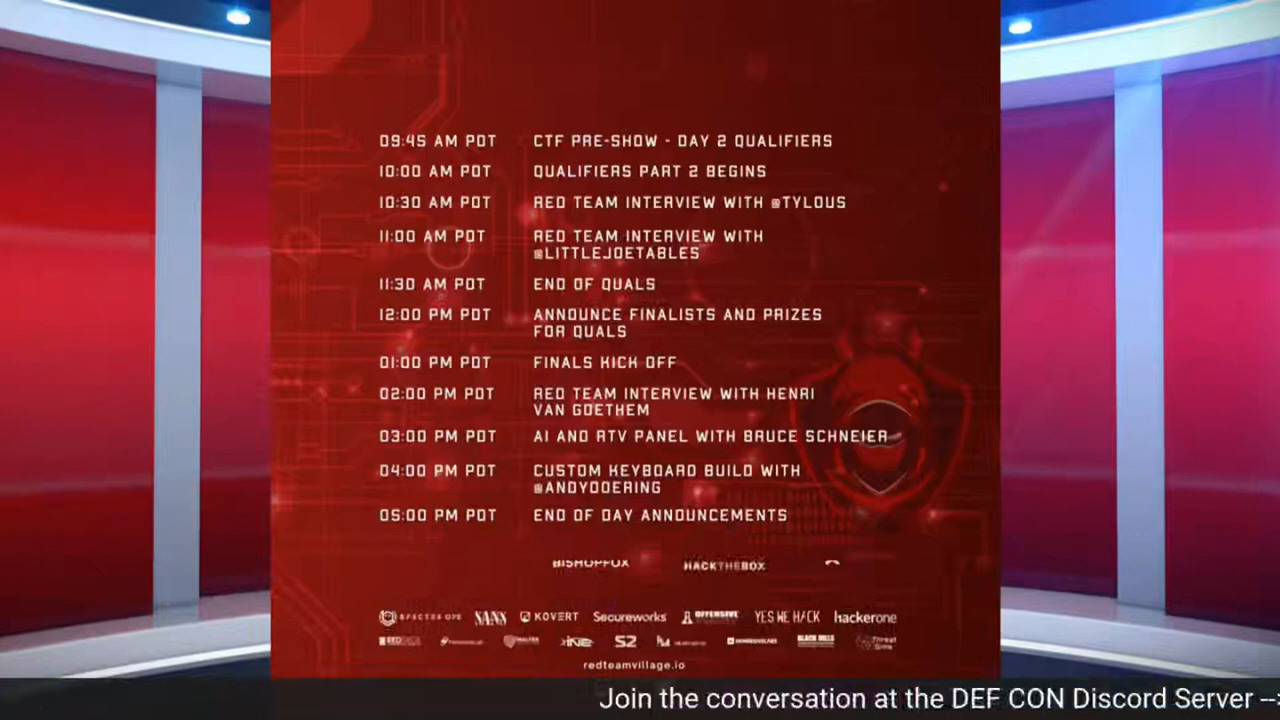 09:45 AM PDT CTF PRE-SHOW - DAY 2 QUALIFIERS
10:00 AM PDT QUALIFIERS PART 2 BEGINS
10:30 AM PDT RED TEAM INTERVIEW WITH @TYLOUS
11:00 AM PDT RED TEAM INTERVIEW WITH
@LITTLEJOETABLES
11:30 AM PDT END OF QUALS
12:00 PM PDT ANNOUNCE FINALISTS AND PRIZES
FOR QUALS
01:00 PM PDT FINALS KICK OFF
02:00 PM PDT RED TEAM INTERVIEW WITH HENRI
VAN GOETHEM
03:00 PM PDT AI AND RTV PANEL WITH BRUCE SCHNEIER
04:00 PM PDT CUSTOM KEYBOARD BUILD WITH
@ANDYDOERING
05:00 PM PDT END OF DAY ANNOUNCEMENTS
BISHOPFOX HACKTHEBOX
SPECTER OPS SANS KOVERT Secureworks OFFENSIVE YES WE H/CK hackerone
INE S2 BLACK HILLS Threat
Sims
redteamvillage.io
Join the conversation at the DEF CON Discord Server --